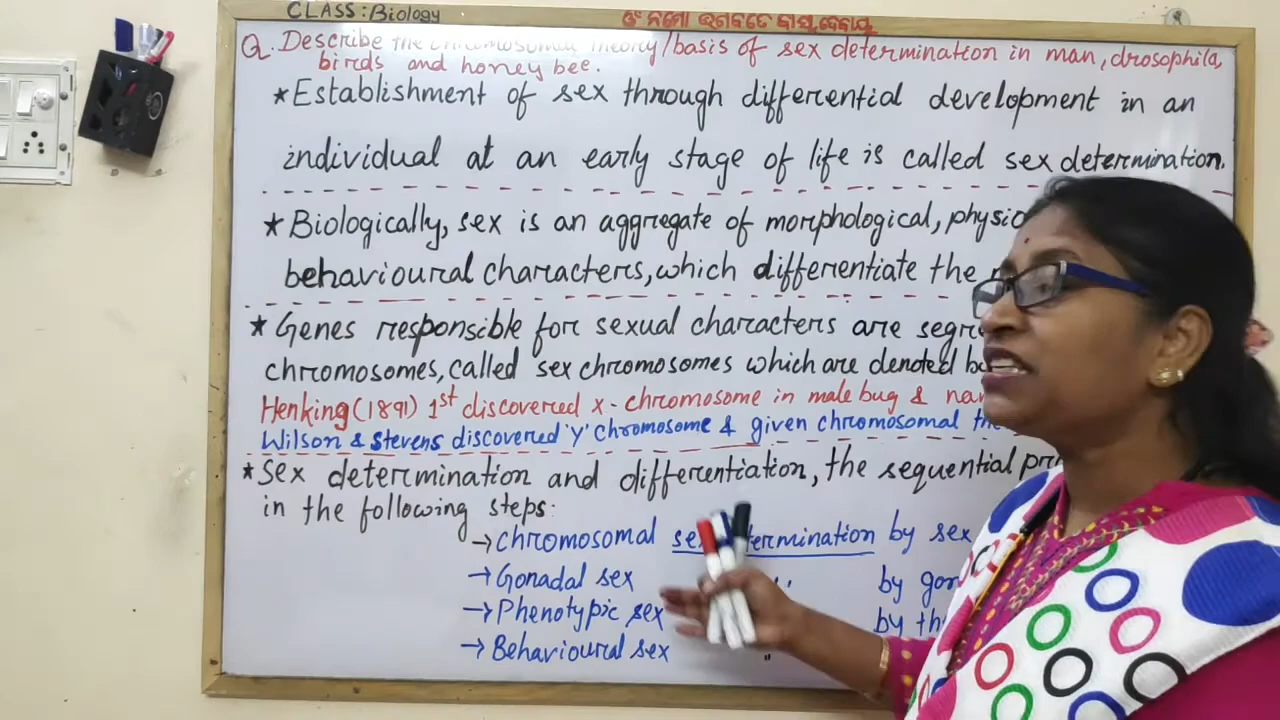 CLASS: Biology
ଓଁ ନମୋ ଭଗବତେ ବାସୁଦେବାୟ
Q. Describe the chromosomal theory/basis of sex determination in man, drosophila,
birds and honey bee.
★Establishment of sex through differential development in an
individual at an early stage of life is called sex determination.
★Biologically, sex is an aggregate of morphological, physio
behavioural characters, which differentiate the
★Genes responsible for sexual characters are segre
chromosomes, called sex chromosomes which are denoted
Henking (1891) 1st discovered x-chromosome in male bug &
Wilson & Stevens discovered 'y' chromosome & given chromosomal
★Sex determination and differentiation, the sequential
in the following steps:
→Chromosomal sex determination by sex
→Gonadal sex " by
→Phenotypic sex by
→Behavioural sex "